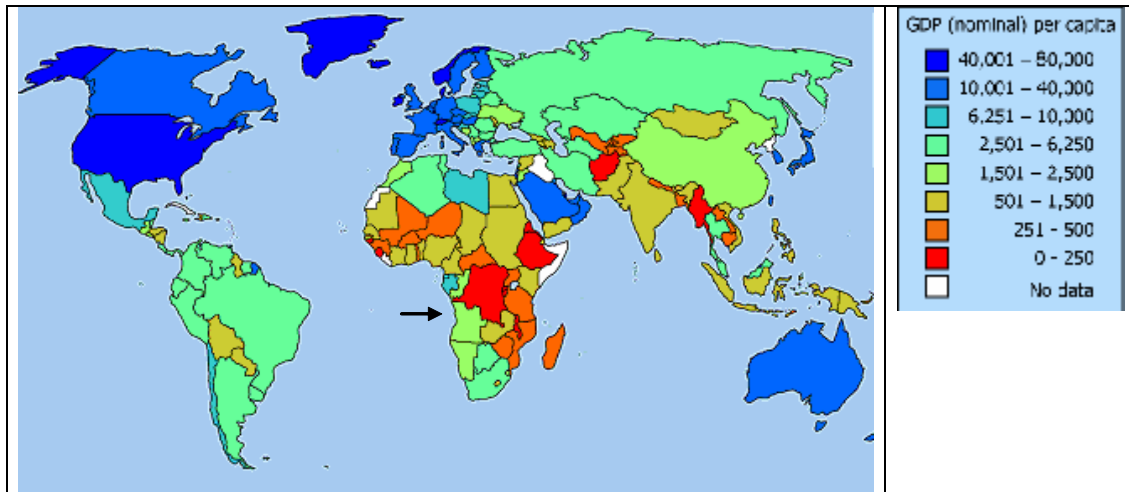 GDP (nominal) per capita
40,001 – 80,000
10,001 – 40,000
6,251 – 10,000
2,501 – 6,250
1,501 – 2,500
501 – 1,500
251 - 500
0 - 250
No data